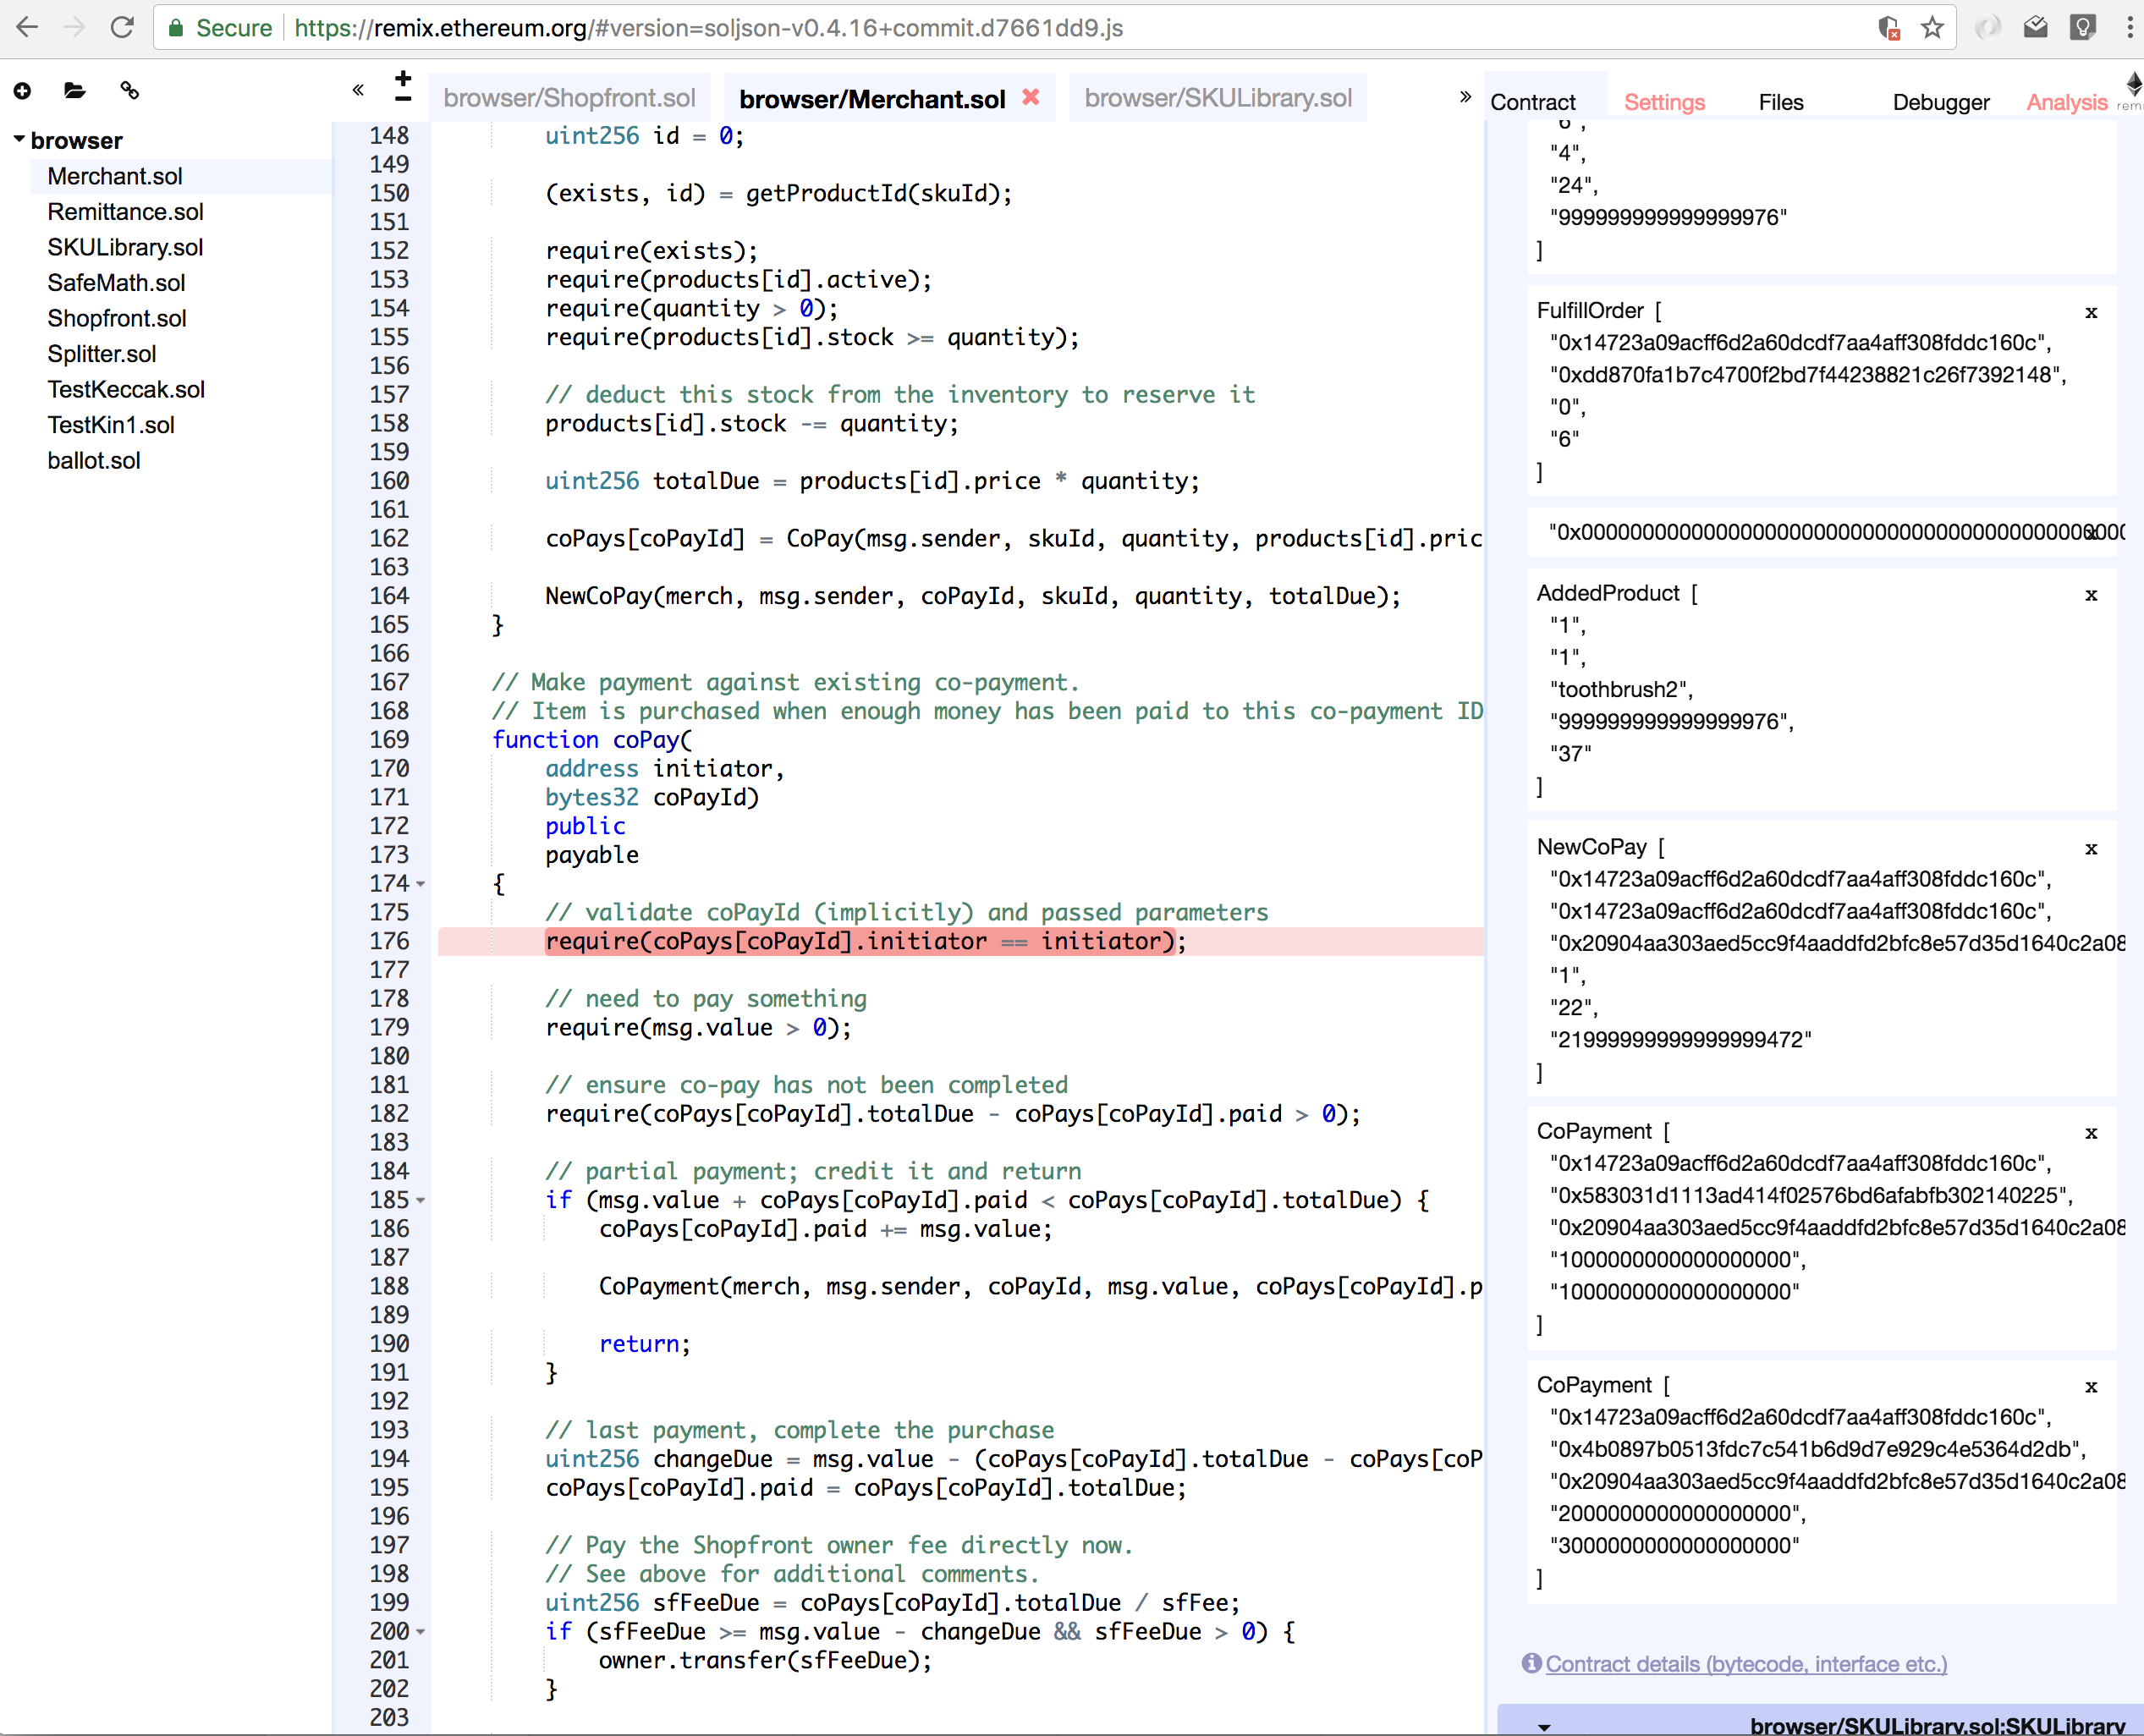 Secure https://remix.ethereum.org/#version=soljson-v0.4.16+commit.d7661dd9.js
browser/Shopfront.sol browser/Merchant.sol browser/SKULibrary.sol
Contract Settings Files Debugger Analysis
browser
Merchant.sol
Remittance.sol
SKULibrary.sol
SafeMath.sol
Shopfront.sol
Splitter.sol
TestKeccak.sol
TestKin1.sol
ballot.sol
148 uint256 id = 0;
149
150 (exists, id) = getProductId(skuId);
151
152 require(exists);
153 require(products[id].active);
154 require(quantity > 0);
155 require(products[id].stock >= quantity);
156
157 // deduct this stock from the inventory to reserve it
158 products[id].stock -= quantity;
159
160 uint256 totalDue = products[id].price * quantity;
161
162 coPays[coPayId] = CoPay(msg.sender, skuId, quantity, products[id].pric
163
164 NewCoPay(merch, msg.sender, coPayId, skuId, quantity, totalDue);
165 }
166
167 // Make payment against existing co-payment.
168 // Item is purchased when enough money has been paid to this co-payment ID
169 function coPay(
170 address initiator,
171 bytes32 coPayId)
172 public
173 payable
174 {
175 // validate coPayId (implicitly) and passed parameters
176 require(coPays[coPayId].initiator == initiator);
177
178 // need to pay something
179 require(msg.value > 0);
180
181 // ensure co-pay has not been completed
182 require(coPays[coPayId].totalDue - coPays[coPayId].paid > 0);
183
184 // partial payment; credit it and return
185 if (msg.value + coPays[coPayId].paid < coPays[coPayId].totalDue) {
186 coPays[coPayId].paid += msg.value;
187
188 CoPayment(merch, msg.sender, coPayId, msg.value, coPays[coPayId].p
189
190 return;
191 }
192
193 // last payment, complete the purchase
194 uint256 changeDue = msg.value - (coPays[coPayId].totalDue - coPays[coP
195 coPays[coPayId].paid = coPays[coPayId].totalDue;
196
197 // Pay the Shopfront owner fee directly now.
198 // See above for additional comments.
199 uint256 sfFeeDue = coPays[coPayId].totalDue / sfFee;
200 if (sfFeeDue >= msg.value - changeDue && sfFeeDue > 0) {
201 owner.transfer(sfFeeDue);
202 }
203
"4",
"24",
"999999999999999976"
]
FulfillOrder [ x
"0x14723a09acff6d2a60dcdf7aa4aff308fddc160c",
"0xdd870fa1b7c4700f2bd7f44238821c26f7392148",
"0",
"6"
]
AddedProduct [ x
"1",
"1",
"toothbrush2",
"999999999999999976",
"37"
]
NewCoPay [ x
"0x14723a09acff6d2a60dcdf7aa4aff308fddc160c",
"0x14723a09acff6d2a60dcdf7aa4aff308fddc160c",
"0x20904aa303aed5cc9f4aaddfd2bfc8e57d35d1640c2a08
"1",
"22",
"21999999999999999472"
]
CoPayment [ x
"0x14723a09acff6d2a60dcdf7aa4aff308fddc160c",
"0x583031d1113ad414f02576bd6afabfb302140225",
"0x20904aa303aed5cc9f4aaddfd2bfc8e57d35d1640c2a08
"1000000000000000000",
"1000000000000000000"
]
CoPayment [ x
"0x14723a09acff6d2a60dcdf7aa4aff308fddc160c",
"0x4b0897b0513fdc7c541b6d9d7e929c4e5364d2db",
"0x20904aa303aed5cc9f4aaddfd2bfc8e57d35d1640c2a08
"2000000000000000000",
"3000000000000000000"
]
Contract details (bytecode, interface etc.)
browser/SKULibrary.sol:SKULibrary